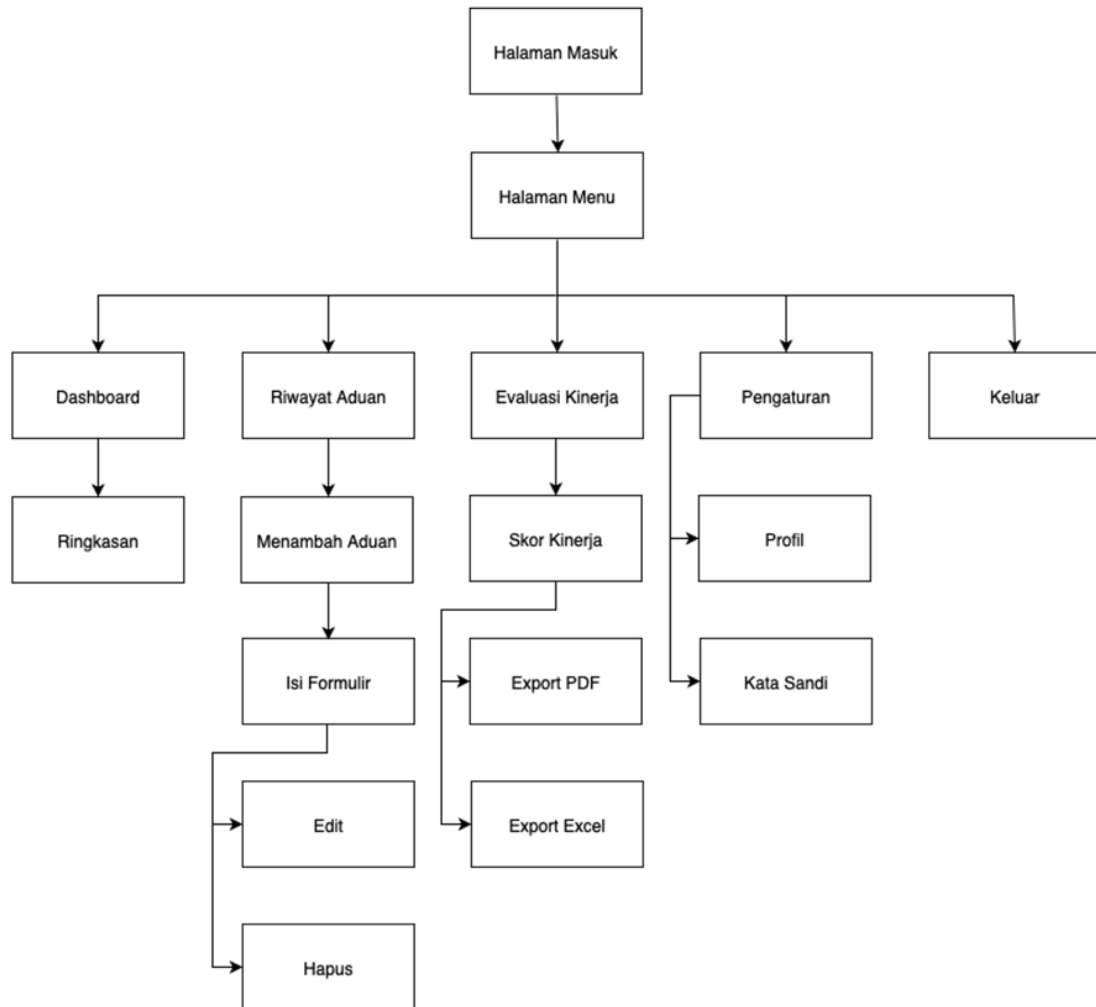 Halaman Masuk
Halaman Menu
Dashboard
Riwayat Aduan
Evaluasi Kinerja
Pengaturan
Keluar
Ringkasan
Menambah Aduan
Skor Kinerja
Profil
Isi Formulir
Export PDF
Kata Sandi
Edit
Export Excel
Hapus